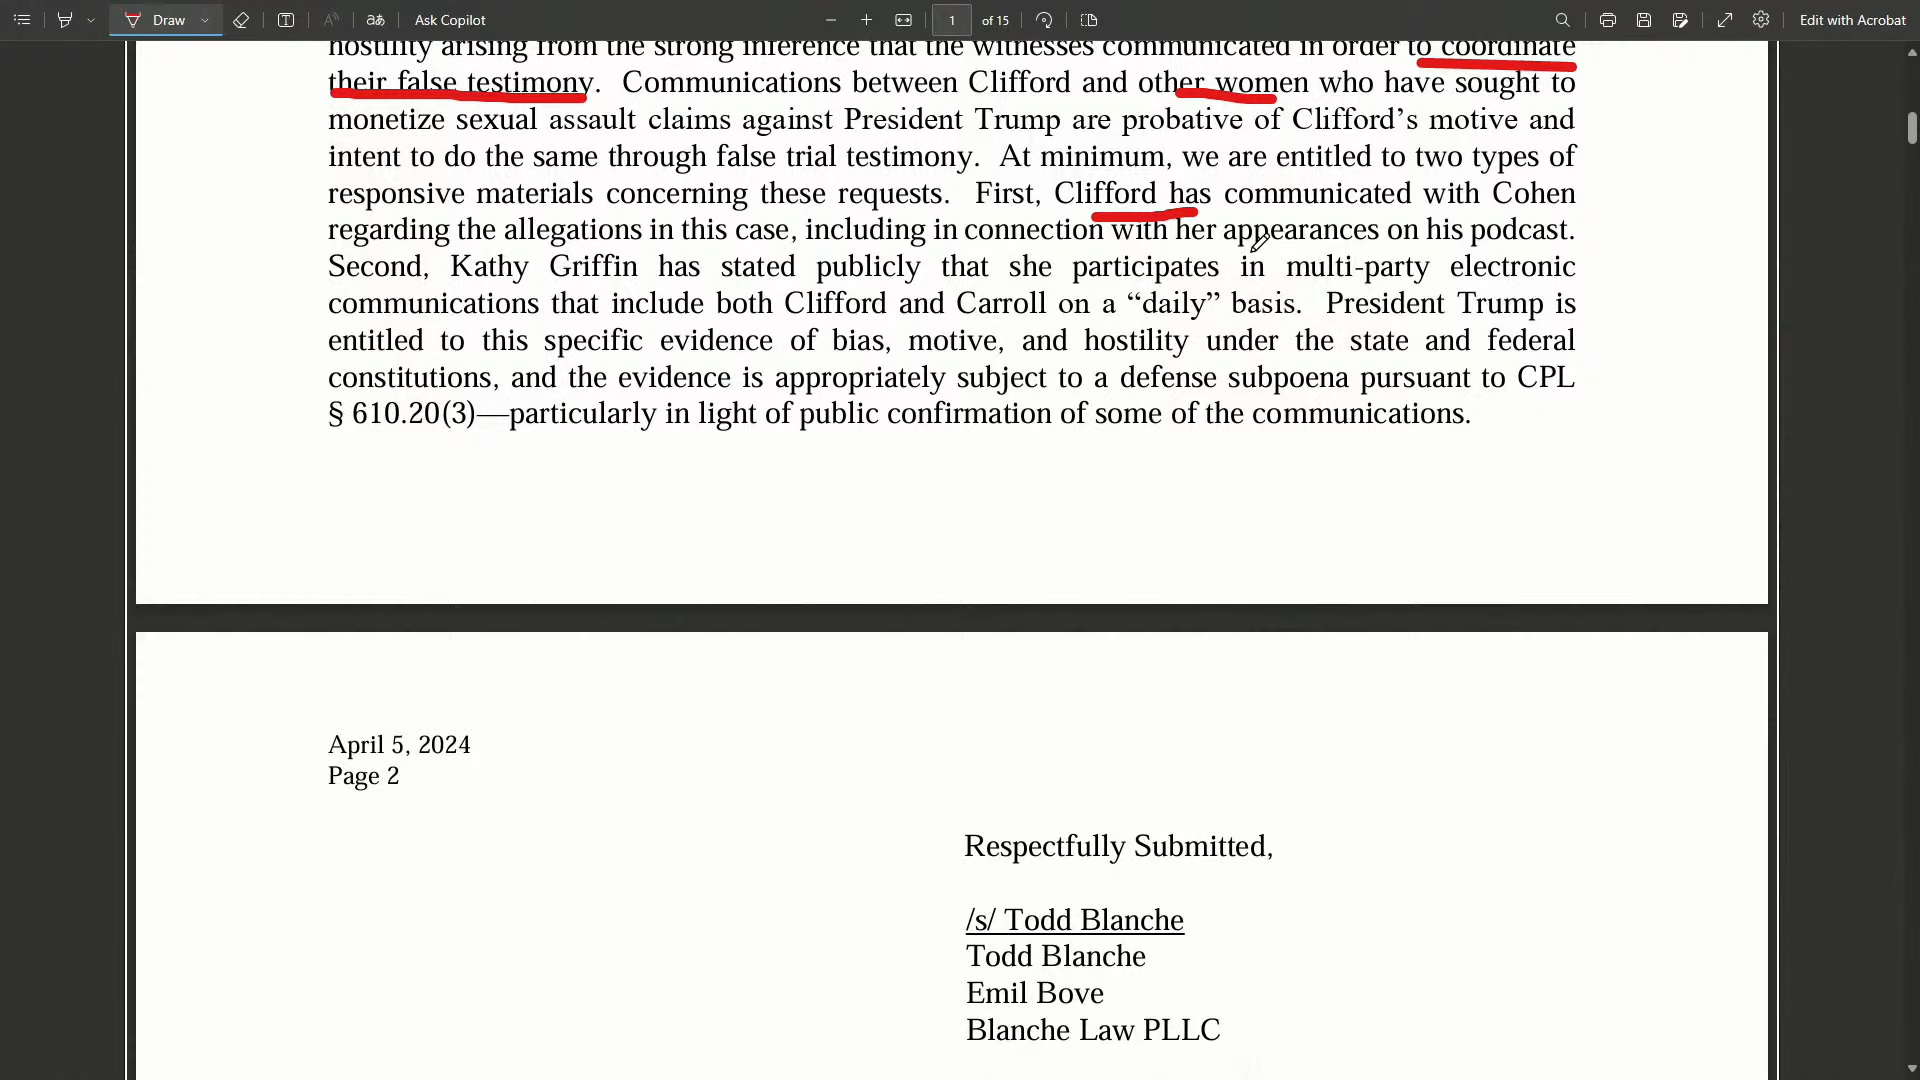 Draw
aあ
Ask Copilot
1
of 15
Edit with Acrobat
hostility arising from the strong inference that the witnesses communicated in order to coordinate
their false testimony.  Communications between Clifford and other women who have sought to
monetize sexual assault claims against President Trump are probative of Clifford’s motive and
intent to do the same through false trial testimony.  At minimum, we are entitled to two types of
responsive materials concerning these requests.  First, Clifford has communicated with Cohen
regarding the allegations in this case, including in connection with her appearances on his podcast.
Second, Kathy Griffin has stated publicly that she participates in multi-party electronic
communications that include both Clifford and Carroll on a “daily” basis.  President Trump is
entitled to this specific evidence of bias, motive, and hostility under the state and federal
constitutions, and the evidence is appropriately subject to a defense subpoena pursuant to CPL
§ 610.20(3)—particularly in light of public confirmation of some of the communications.
April 5, 2024
Page 2
Respectfully Submitted,
/s/ Todd Blanche
Todd Blanche
Emil Bove
Blanche Law PLLC